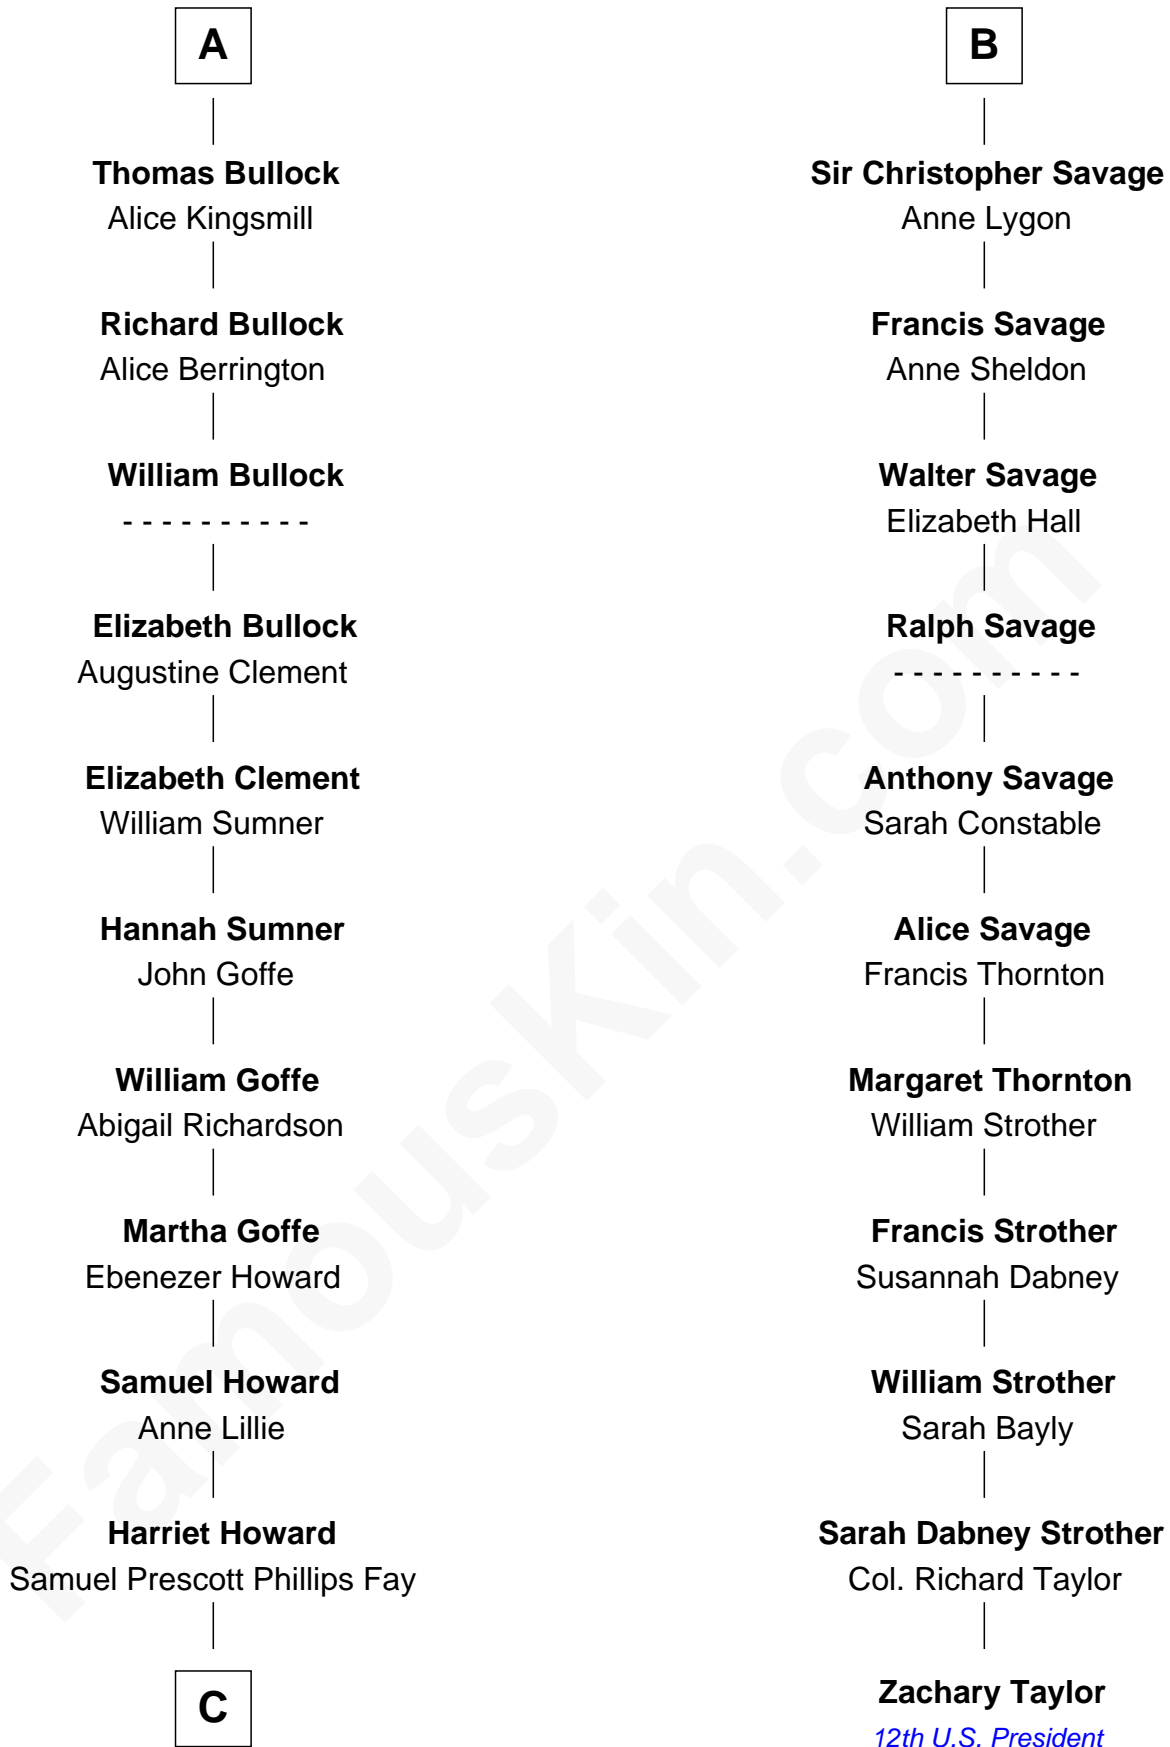 A
Thomas Bullock
Alice Kingsmill
Richard Bullock
Alice Berrington
William Bullock
- - - - - - - - - -
Elizabeth Bullock
Augustine Clement
Elizabeth Clement
William Sumner
Hannah Sumner
John Goffe
William Goffe
Abigail Richardson
Martha Goffe
Ebenezer Howard
Samuel Howard
Anne Lillie
Harriet Howard
Samuel Prescott Phillips Fay
C
B
Sir Christopher Savage
Anne Lygon
Francis Savage
Anne Sheldon
Walter Savage
Elizabeth Hall
Ralph Savage
- - - - - - - - - -
Anthony Savage
Sarah Constable
Alice Savage
Francis Thornton
Margaret Thornton
William Strother
Francis Strother
Susannah Dabney
William Strother
Sarah Bayly
Sarah Dabney Strother
Col. Richard Taylor
Zachary Taylor
12th U.S. President
FamousKin.com